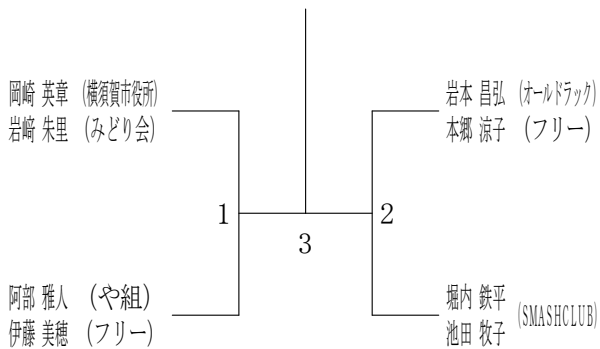 岡崎 英章 (横須賀市役所)
岩﨑 朱里 (みどり会)
岩本 昌弘 (オールドラック)
本郷 涼子 (フリー)
1
2
3
阿部 雅人 (や組)
伊藤 美穂 (フリー)
堀内 鉄平
池田 牧子
(SMASHCLUB)